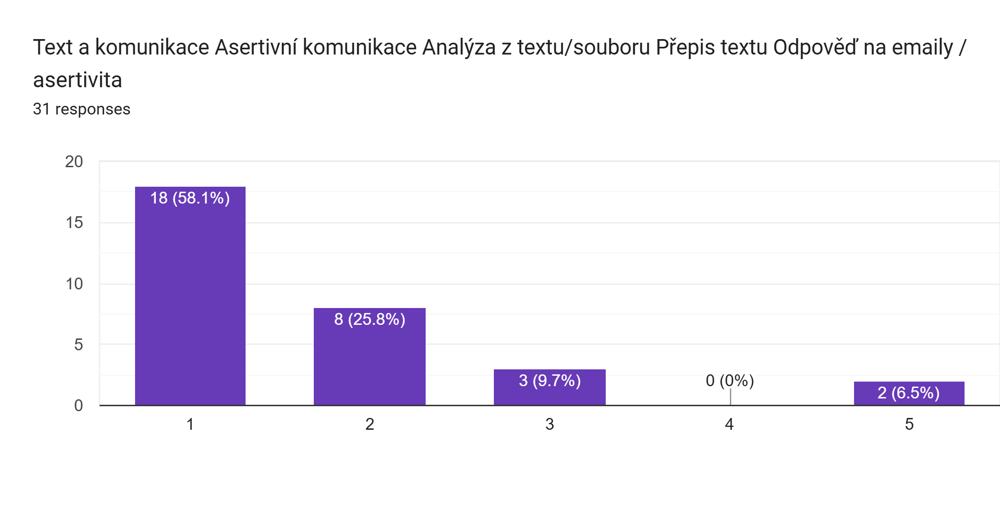 Text a komunikace Asertivní komunikace Analýza z textu/souboru Přepis textu Odpověď na emaily /
asertivita
31 responses
20
18 (58.1%)
15
10
8 (25.8%)
5
3 (9.7%)
0 (0%)
2 (6.5%)
0
1 2 3 4 5